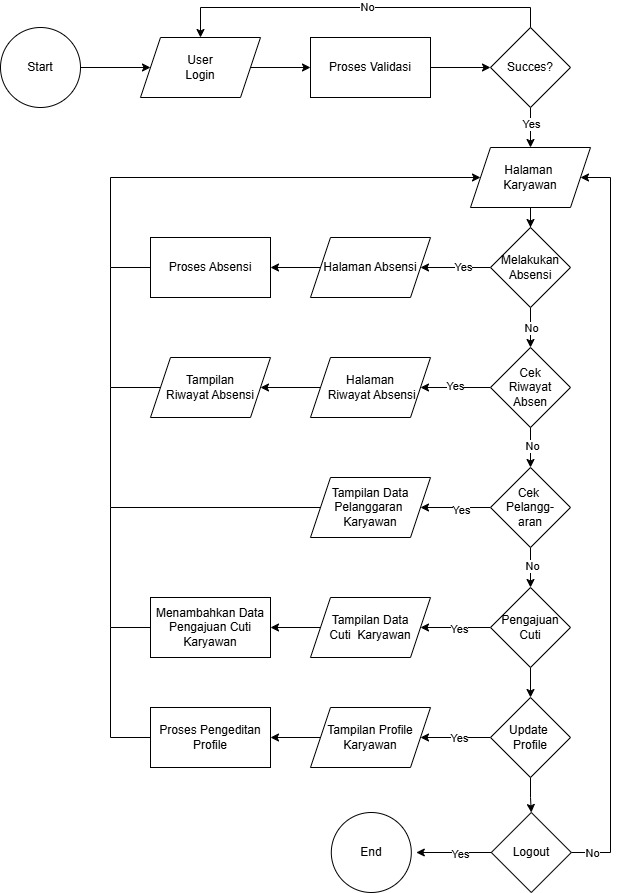 No
Start
User
Login
Proses Validasi
Succes?
Yes
Halaman
Karyawan
Proses Absensi
Halaman Absensi
Yes
Melakukan
Absensi
No
Tampilan
Riwayat Absensi
Halaman
Riwayat Absensi
Yes
Cek
Riwayat
Absen
No
Tampilan Data
Pelanggaran
Karyawan
Yes
Cek
Pelangg-
aran
No
Menambahkan Data
Pengajuan Cuti
Karyawan
Tampilan Data
Cuti Karyawan
Yes
Pengajuan
Cuti
Proses Pengeditan
Profile
Tampilan Profile
Karyawan
Yes
Update
Profile
End
Yes
Logout
No